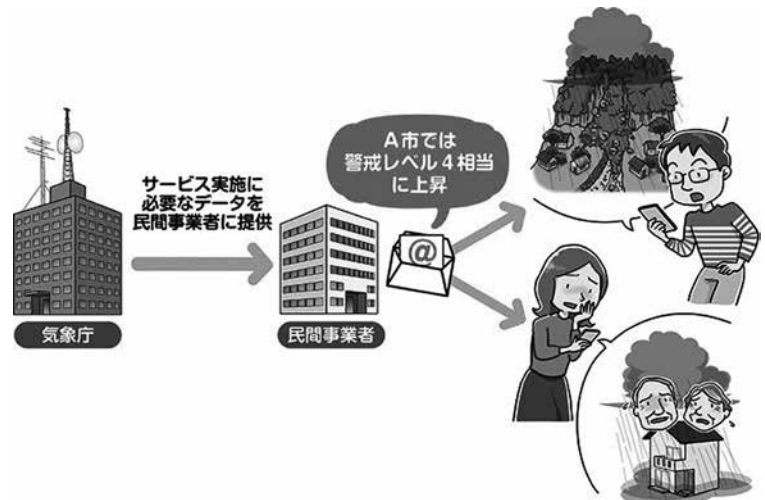 サービス実施に
必要なデータを
民間事業者に提供
A市では
警戒レベル4相当
に上昇
@
気象庁
民間事業者